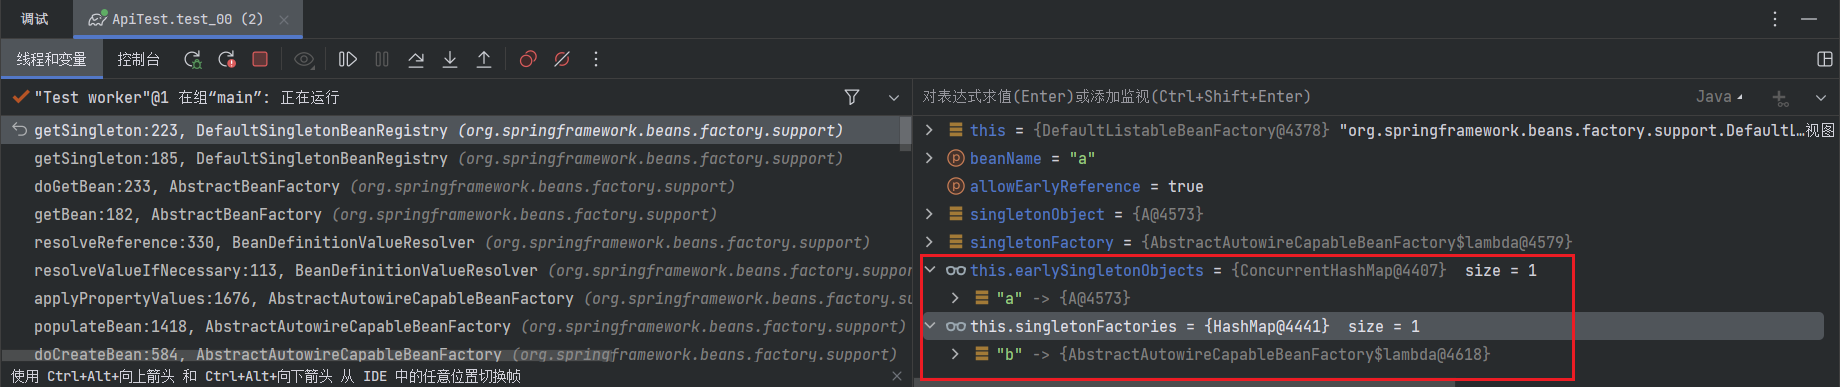 调试 ApiTest.test_00 (2)
线程和变量 控制台
"Test worker"@1 在组“main”: 正在运行
getSingleton:223, DefaultSingletonBeanRegistry (org.springframework.beans.factory.support)
getSingleton:185, DefaultSingletonBeanRegistry (org.springframework.beans.factory.support)
doGetBean:233, AbstractBeanFactory (org.springframework.beans.factory.support)
getBean:182, AbstractBeanFactory (org.springframework.beans.factory.support)
resolveReference:330, BeanDefinitionValueResolver (org.springframework.beans.factory.support)
resolveValueIfNecessary:113, BeanDefinitionValueResolver (org.springframework.beans.factory.suppo
applyPropertyValues:1676, AbstractAutowireCapableBeanFactory (org.springframework.beans.facto
populateBean:1418, AbstractAutowireCapableBeanFactory (org.springframework.beans.factory.su
doCreateBean:584, AbstractAutowireCapableBeanFactory (org.springframework.beans.factory.sup
使用 Ctrl+Alt+向上箭头 和 Ctrl+Alt+向下箭头 从 IDE 中的任意位置切换帧
对表达式求值(Enter)或添加监视(Ctrl+Shift+Enter) Java
this = {DefaultListableBeanFactory@4378} "org.springframework.beans.factory.support.DefaultL…视图
beanName = "a"
allowEarlyReference = true
singletonObject = {A@4573}
singletonFactory = {AbstractAutowireCapableBeanFactory$lambda@4579}
this.earlySingletonObjects = {ConcurrentHashMap@4407} size = 1
"a" -> {A@4573}
this.singletonFactories = {HashMap@4441} size = 1
"b" -> {AbstractAutowireCapableBeanFactory$lambda@4618}